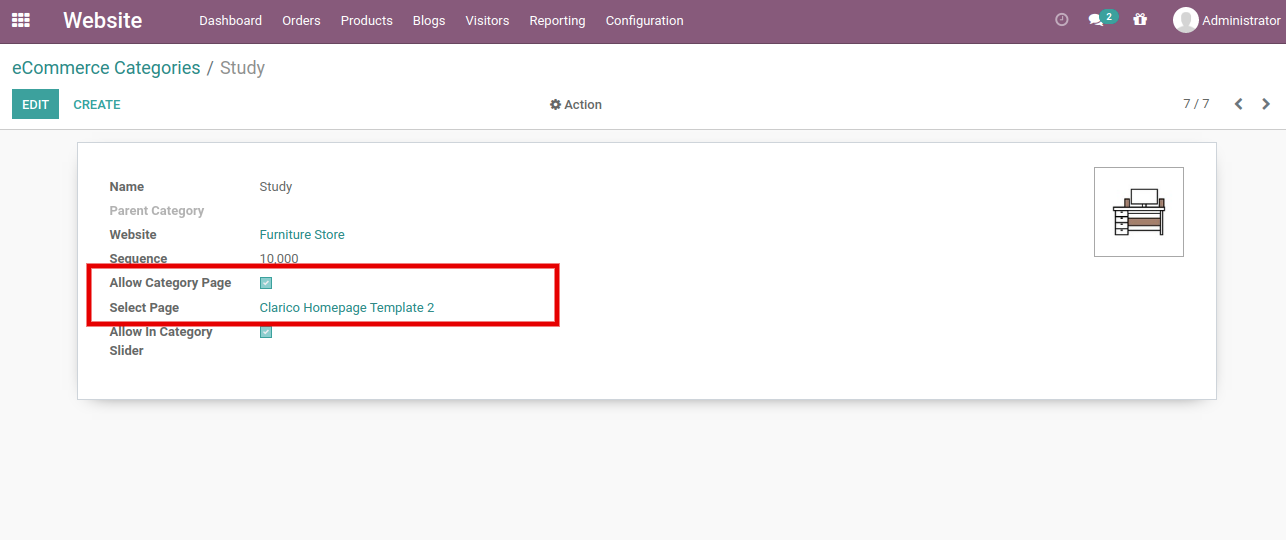 Website Dashboard Orders Products Blogs Visitors Reporting Configuration 2 Administrator
eCommerce Categories / Study
EDIT CREATE Action 7 / 7
Name Study
Parent Category
Website Furniture Store
Sequence 10,000
Allow Category Page
Select Page Clarico Homepage Template 2
Allow In Category
Slider